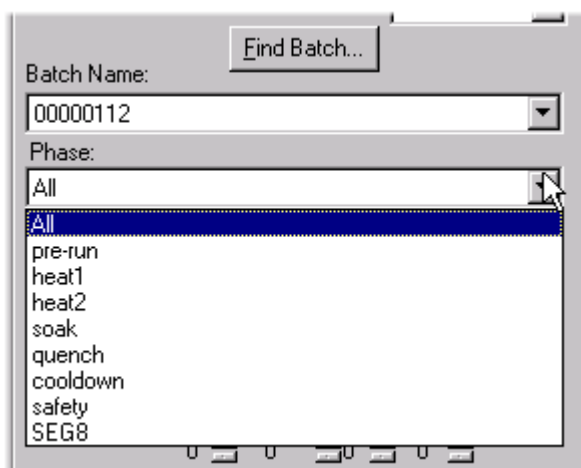 Find Batch...
Batch Name:
00000112
Phase:
All
All
pre-run
heat1
heat2
soak
quench
cooldown
safety
SEG8